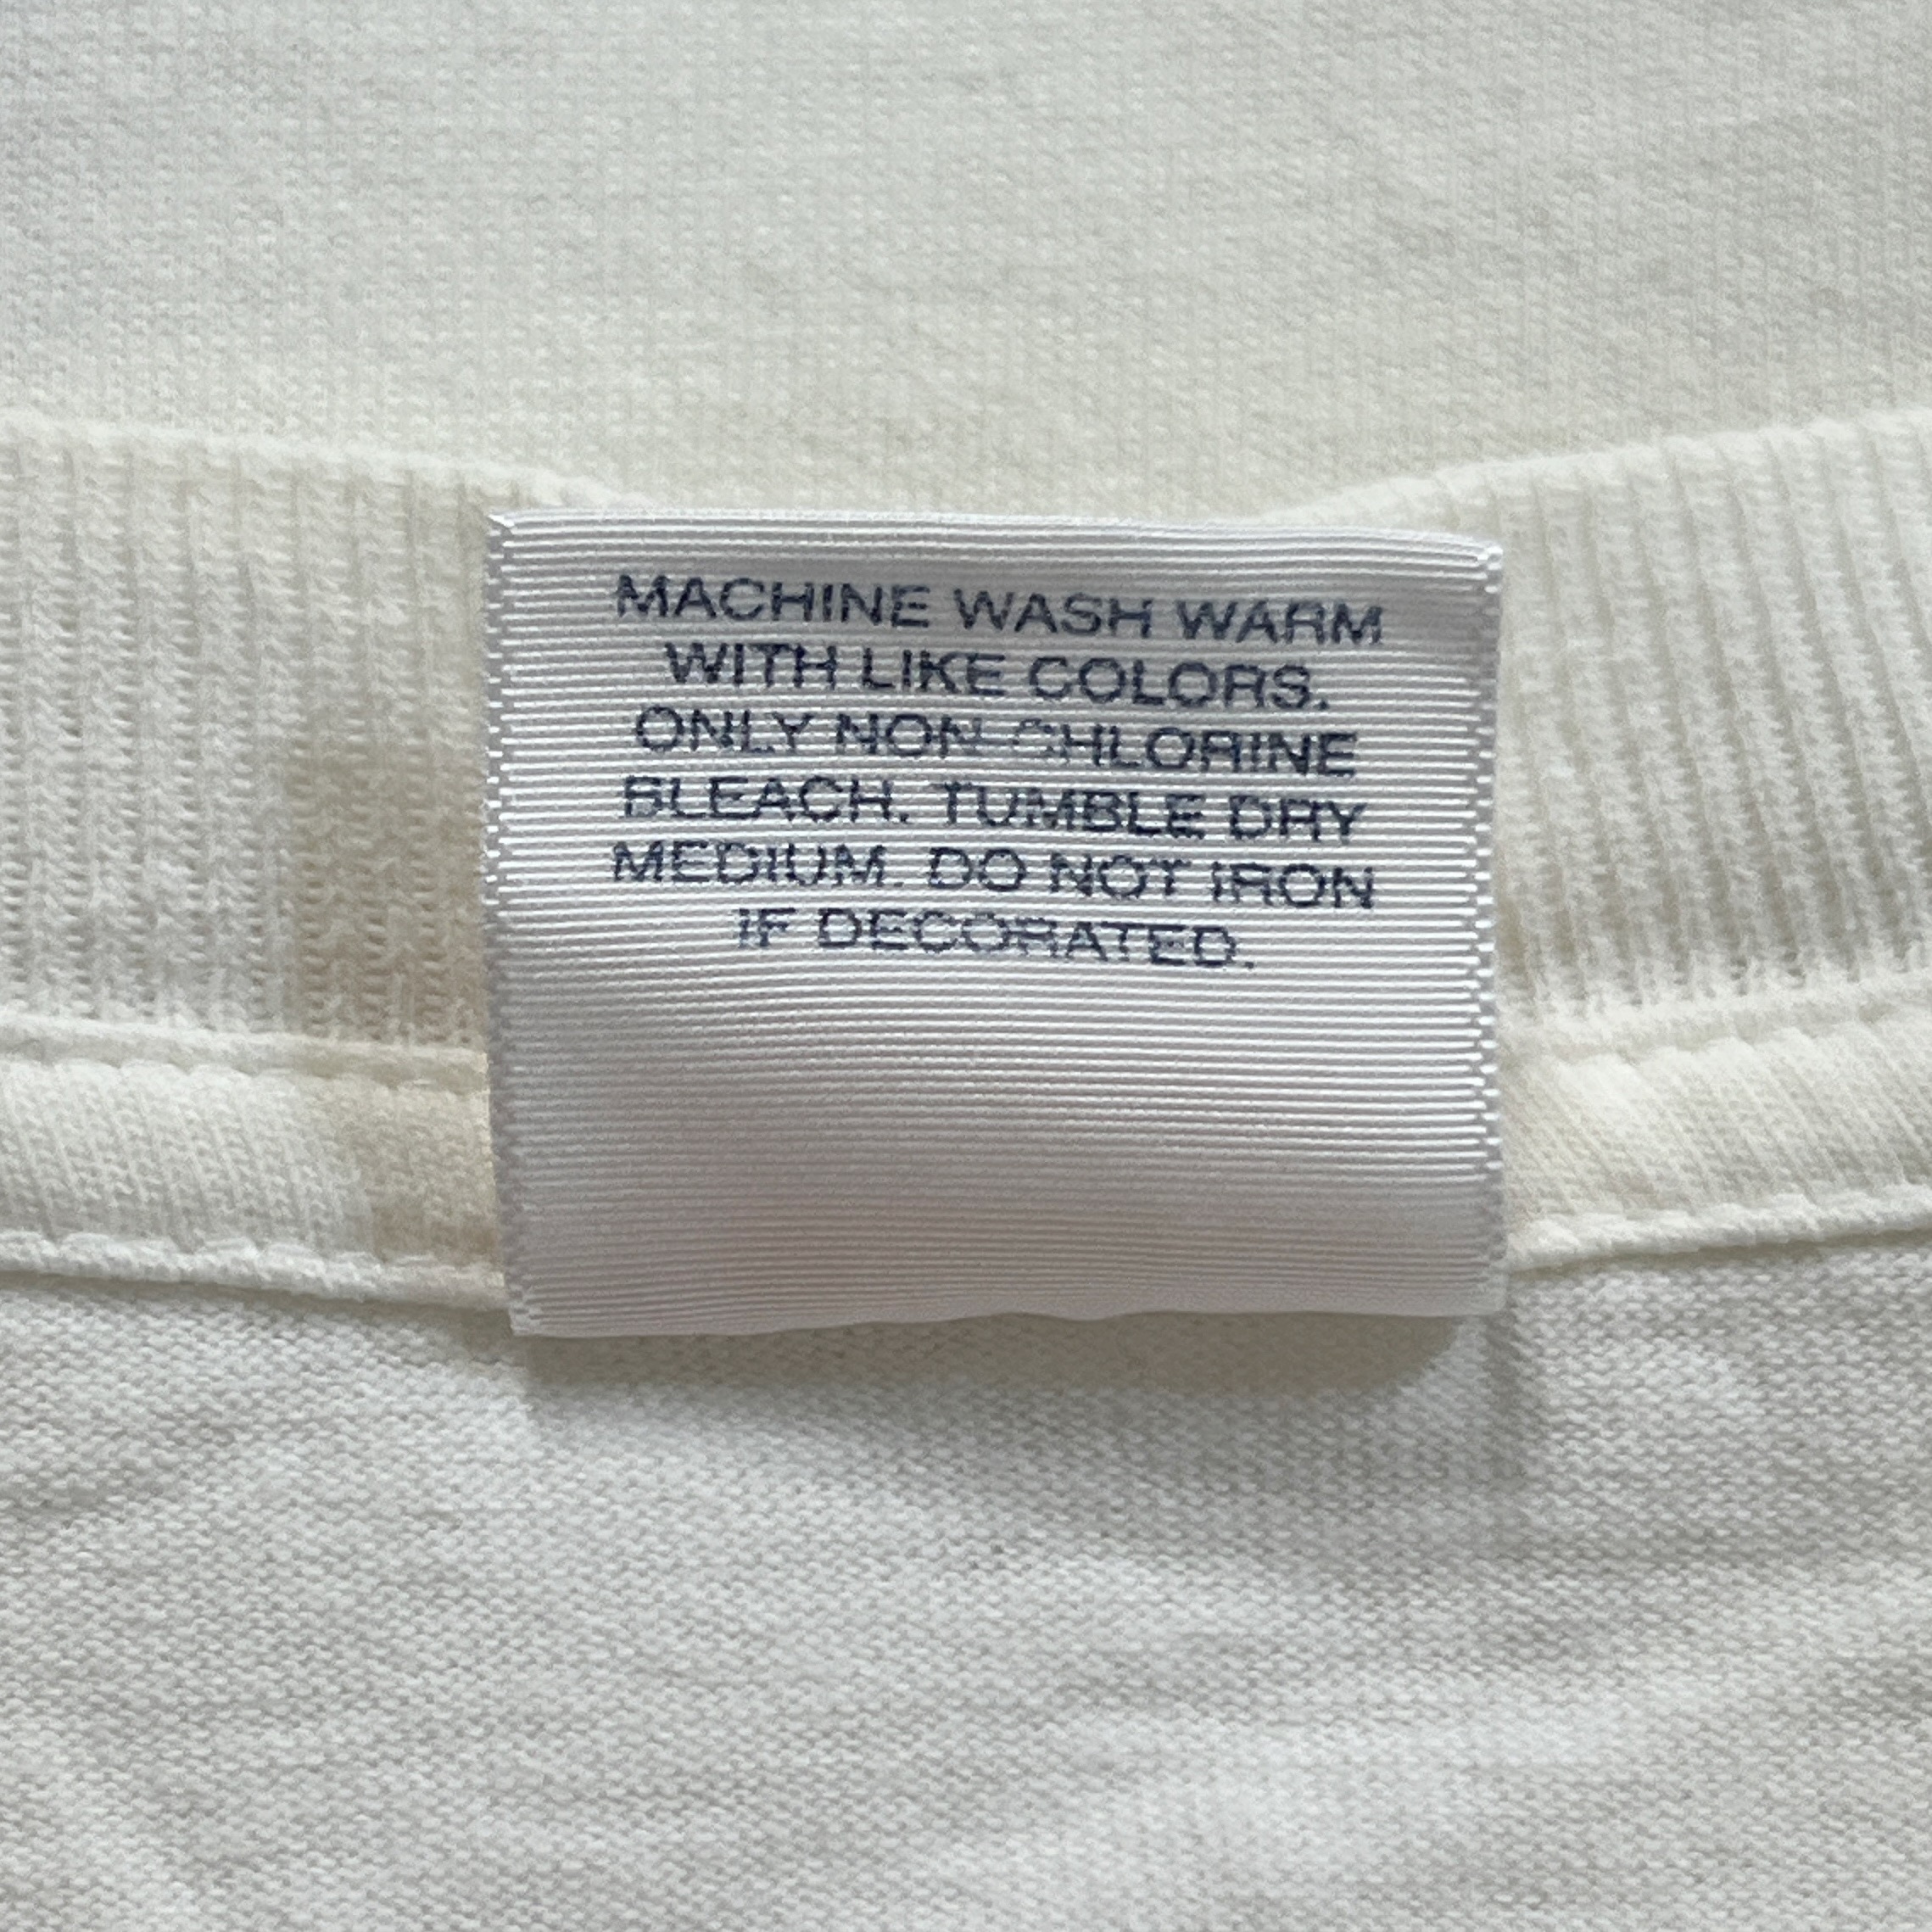 MACHINE WASH WARM
WITH LIKE COLORS.
ONLY NON-CHLORINE
BLEACH. TUMBLE DRY
MEDIUM. DO NOT IRON
IF DECORATED.